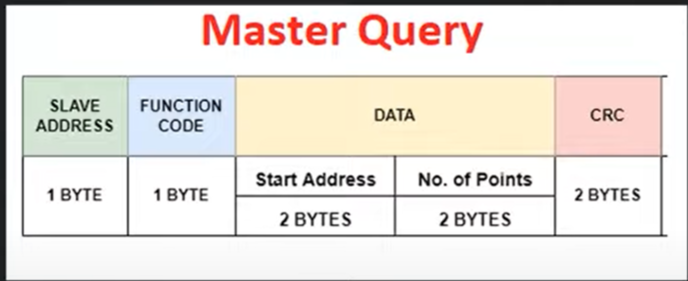 Master Query
SLAVE ADDRESS
FUNCTION CODE
DATA
CRC
1 BYTE
1 BYTE
Start Address
No. of Points
2 BYTES
2 BYTES
2 BYTES